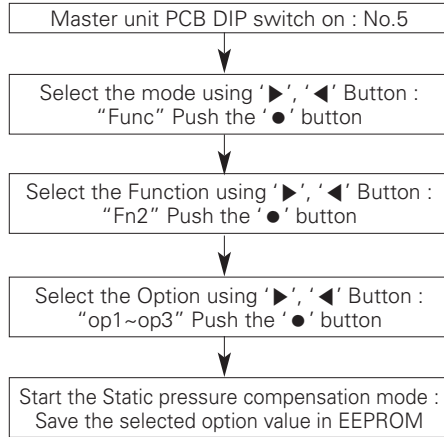 Master unit PCB DIP switch on : No.5
Select the mode using ‘▶’, ‘◀’ Button :
“Func” Push the ‘●’ button
Select the Function using ‘▶’, ‘◀’ Button :
“Fn2” Push the ‘●’ button
Select the Option using ‘▶’, ‘◀’ Button :
“op1~op3” Push the ‘●’ button
Start the Static pressure compensation mode :
Save the selected option value in EEPROM